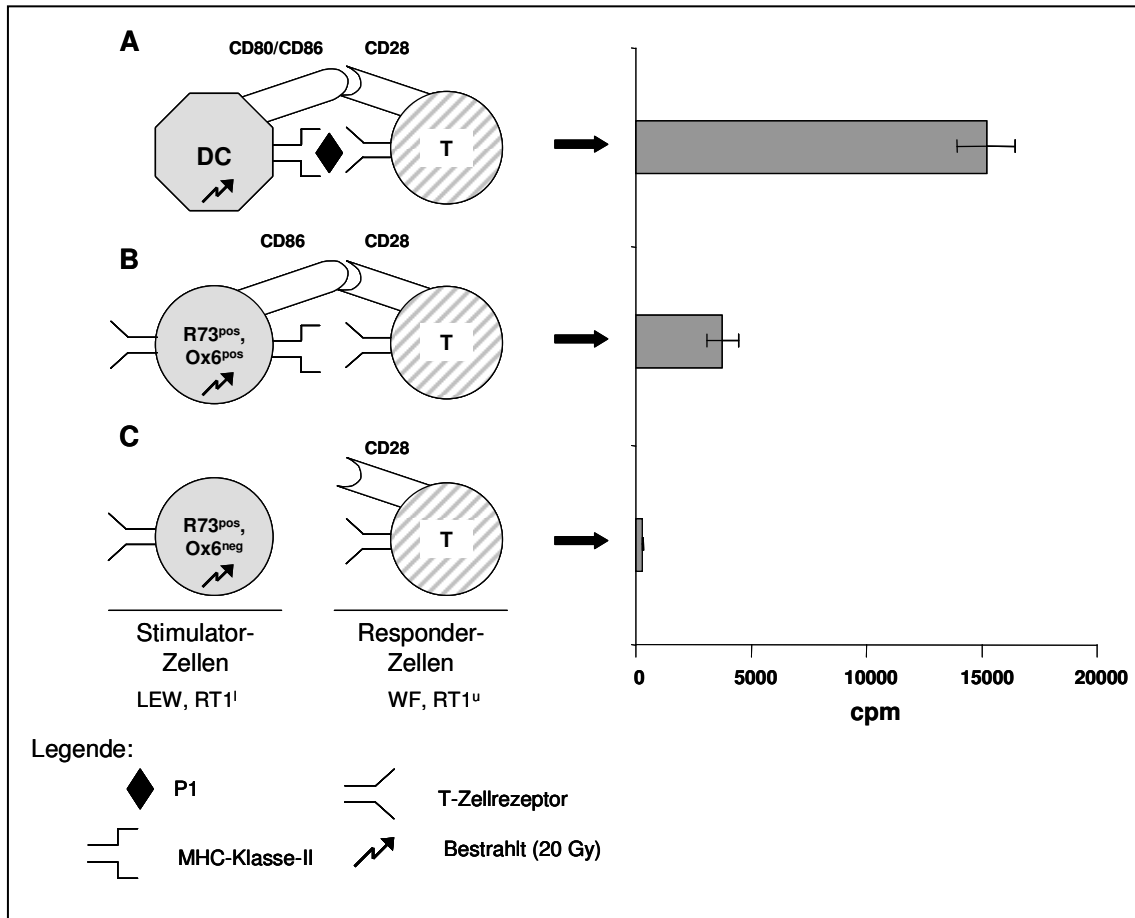 A
CD80/CD86 CD28
DC
T
B
CD86 CD28
R73pos,
Ox6pos
T
C
CD28
R73pos,
Ox6neg
T
Stimulator-
Zellen
LEW, RT1l
Responder-
Zellen
WF, RT1u
0 5000 10000 15000 20000
cpm
Legende:
P1
T-Zellrezeptor
MHC-Klasse-II
Bestrahlt (20 Gy)